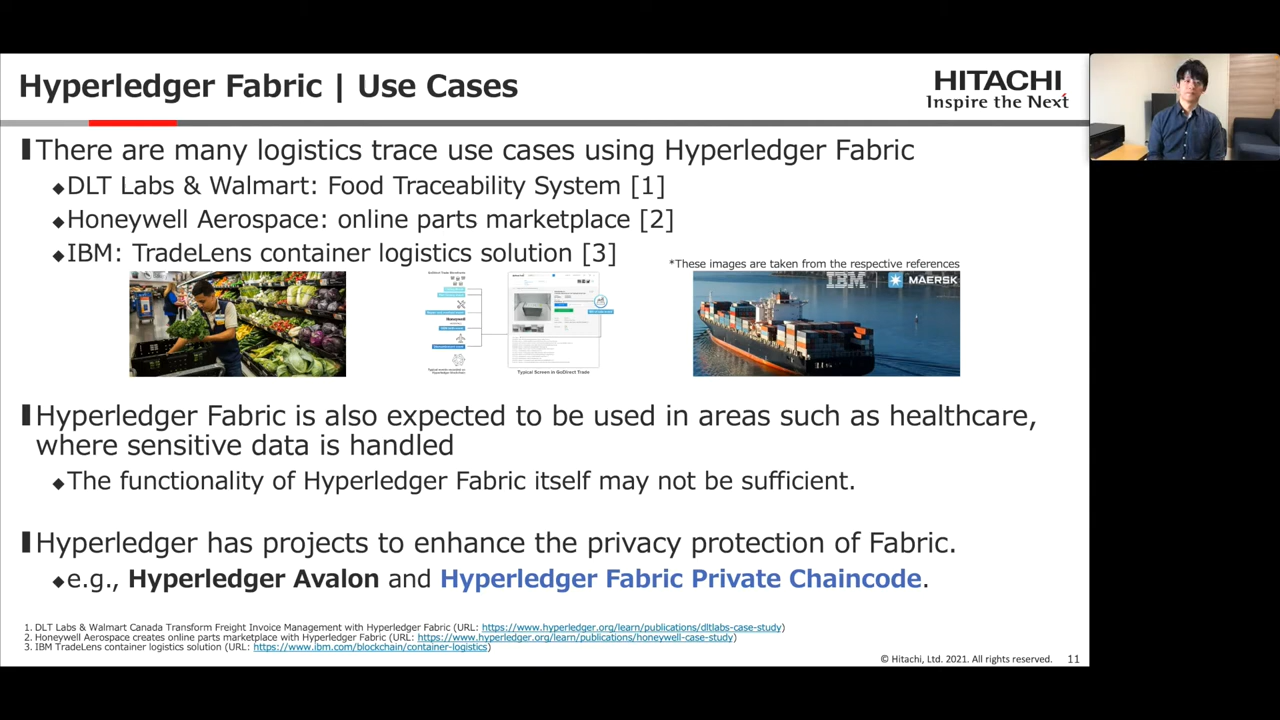 Hyperledger Fabric | Use Cases
HITACHI
Inspire the Next
There are many logistics trace use cases using Hyperledger Fabric
◆DLT Labs & Walmart: Food Traceability System [1]
◆Honeywell Aerospace: online parts marketplace [2]
◆IBM: TradeLens container logistics solution [3]
*These images are taken from the respective references
IBM
MAERSK
Honeywell
Typical Screen in GoDirect Trade
Hyperledger Fabric is also expected to be used in areas such as healthcare,
where sensitive data is handled
◆The functionality of Hyperledger Fabric itself may not be sufficient.
Hyperledger has projects to enhance the privacy protection of Fabric.
◆e.g., Hyperledger Avalon and Hyperledger Fabric Private Chaincode.
1. DLT Labs & Walmart Canada Transform Freight Invoice Management with Hyperledger Fabric (URL: https://www.hyperledger.org/learn/publications/dltlabs-case-study)
2. Honeywell Aerospace creates online parts marketplace with Hyperledger Fabric (URL: https://www.hyperledger.org/learn/publications/honeywell-case-study)
3. IBM TradeLens container logistics solution (URL: https://www.ibm.com/blockchain/container-logistics)
© Hitachi, Ltd. 2021. All rights reserved.
11